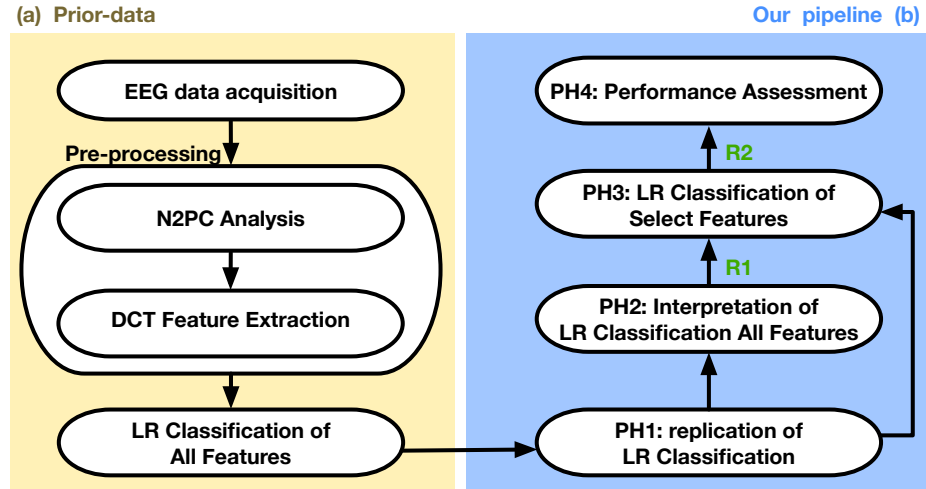 (a) Prior-data
EEG data acquisition
Pre-processing
N2PC Analysis
DCT Feature Extraction
LR Classification of
All Features
Our pipeline (b)
PH4: Performance Assessment
R2
PH3: LR Classification of
Select Features
R1
PH2: Interpretation of
LR Classification All Features
PH1: replication of
LR Classification